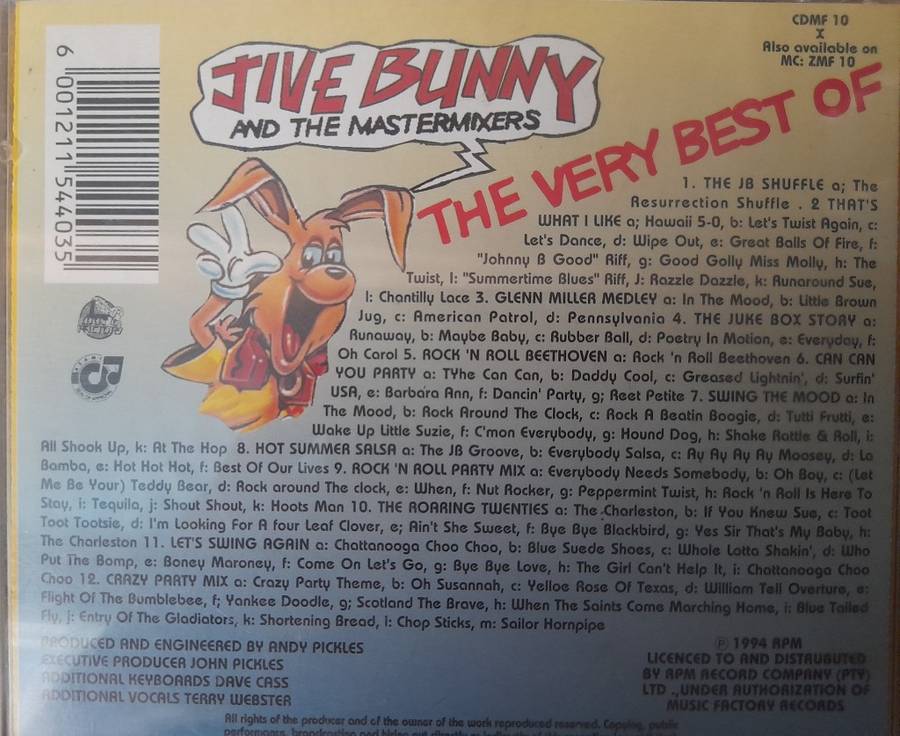 CDMF 10
X
Also available on
MC: ZMF 10
6 001211 544035
JIVE BUNNY
AND THE MASTERMIXERS
THE VERY BEST OF
1. THE JB SHUFFLE a; The
Resurrection Shuffle . 2 THAT'S
WHAT I LIKE a; Hawaii 5-0, b: Let's Twist Again, c:
Let's Dance, d: Wipe Out, e: Great Balls Of Fire, f:
"Johnny B Good" Riff, g: Good Golly Miss Molly, h: The
Twist, I: "Summertime Blues" Riff, J: Razzle Dazzle, k: Runaround Sue,
l: Chantilly Lace 3. GLENN MILLER MEDLEY a: In The Mood, b: Little Brown
Jug, c: American Patrol, d: Pennsylvania 4. THE JUKE BOX STORY a:
Runaway, b: Maybe Baby, c: Rubber Ball, d: Poetry In Motion, e: Everyday, f:
Oh Carol 5. ROCK 'N ROLL BEETHOVEN a: Rock 'n Roll Beethoven 6. CAN CAN
YOU PARTY a: TYhe Can Can, b: Daddy Cool, c: Greased Lightnin', d: Surfin'
USA, e: Barbara Ann, f: Dancin' Party, g; Reet Petite 7. SWING THE MOOD a: In
The Mood, b: Rock Around The Clock, c: Rock A Beatin Boogie, d: Tutti Frutti, e:
Wake Up Little Suzie, f: C'mon Everybody, g: Hound Dog, h: Shake Rattle & Roll, i:
All Shook Up, k: At The Hop 8. HOT SUMMER SALSA a: The JB Groove, b: Everybody Salsa, c: Ay Ay Ay Ay Moosey, d: La
Bamba, e: Hot Hot Hot, f: Best Of Our Lives 9. ROCK 'N ROLL PARTY MIX a: Everybody Needs Somebody, b: Oh Boy, c: (Let
Me Be Your) Teddy Bear, d: Rock around The clock, e: When, f: Nut Rocker, g: Peppermint Twist, h: Rock 'n Roll Is Here To
Stay, i: Tequila, j: Shout Shout, k: Hoots Man 10. THE ROARING TWENTIES a: The Charleston, b: If You Knew Sue, c: Toot
Toot Tootsie, d: I'm Looking For A four Leaf Clover, e; Ain't She Sweet, f: Bye Bye Blackbird, g: Yes Sir That's My Baby, h:
The Charleston 11. LET'S SWING AGAIN a: Chattanooga Choo Choo, b: Blue Suede Shoes, c: Whole Lotta Shakin', d: Who
Put The Bomp, e: Boney Maroney, f: Come On Let's Go, g: Bye Bye Love, h: The Girl Can't Help It, i: Chattanooga Choo
Choo 12. CRAZY PARTY MIX a: Crazy Party Theme, b: Oh Susannah, c: Yelloe Rose Of Texas, d: William Tell Overture, e:
Flight Of The Bumblebee, f; Yankee Doodle, g; Scotland The Brave, h: When The Saints Come Marching Home, i: Blue Tailed
Fly, j: Entry Of The Gladiators, k: Shortening Bread, l: Chop Sticks, m: Sailor Hornpipe
PRODUCED AND ENGINEERED BY ANDY PICKLES
EXECUTIVE PRODUCER JOHN PICKLES
ADDITIONAL KEYBOARDS DAVE CASS
ADDITIONAL VOCALS TERRY WEBSTER
℗ 1994 RPM
LICENCED TO AND DISTRUBUTED
BY RPM RECORD COMPANY (PTY)
LTD .,UNDER AUTHORIZATION OF
MUSIC FACTORY RECORDS
All rights of the producer and of the owner of the work reproduced reserved. Copying, public
performance, broadcasting and hiring out